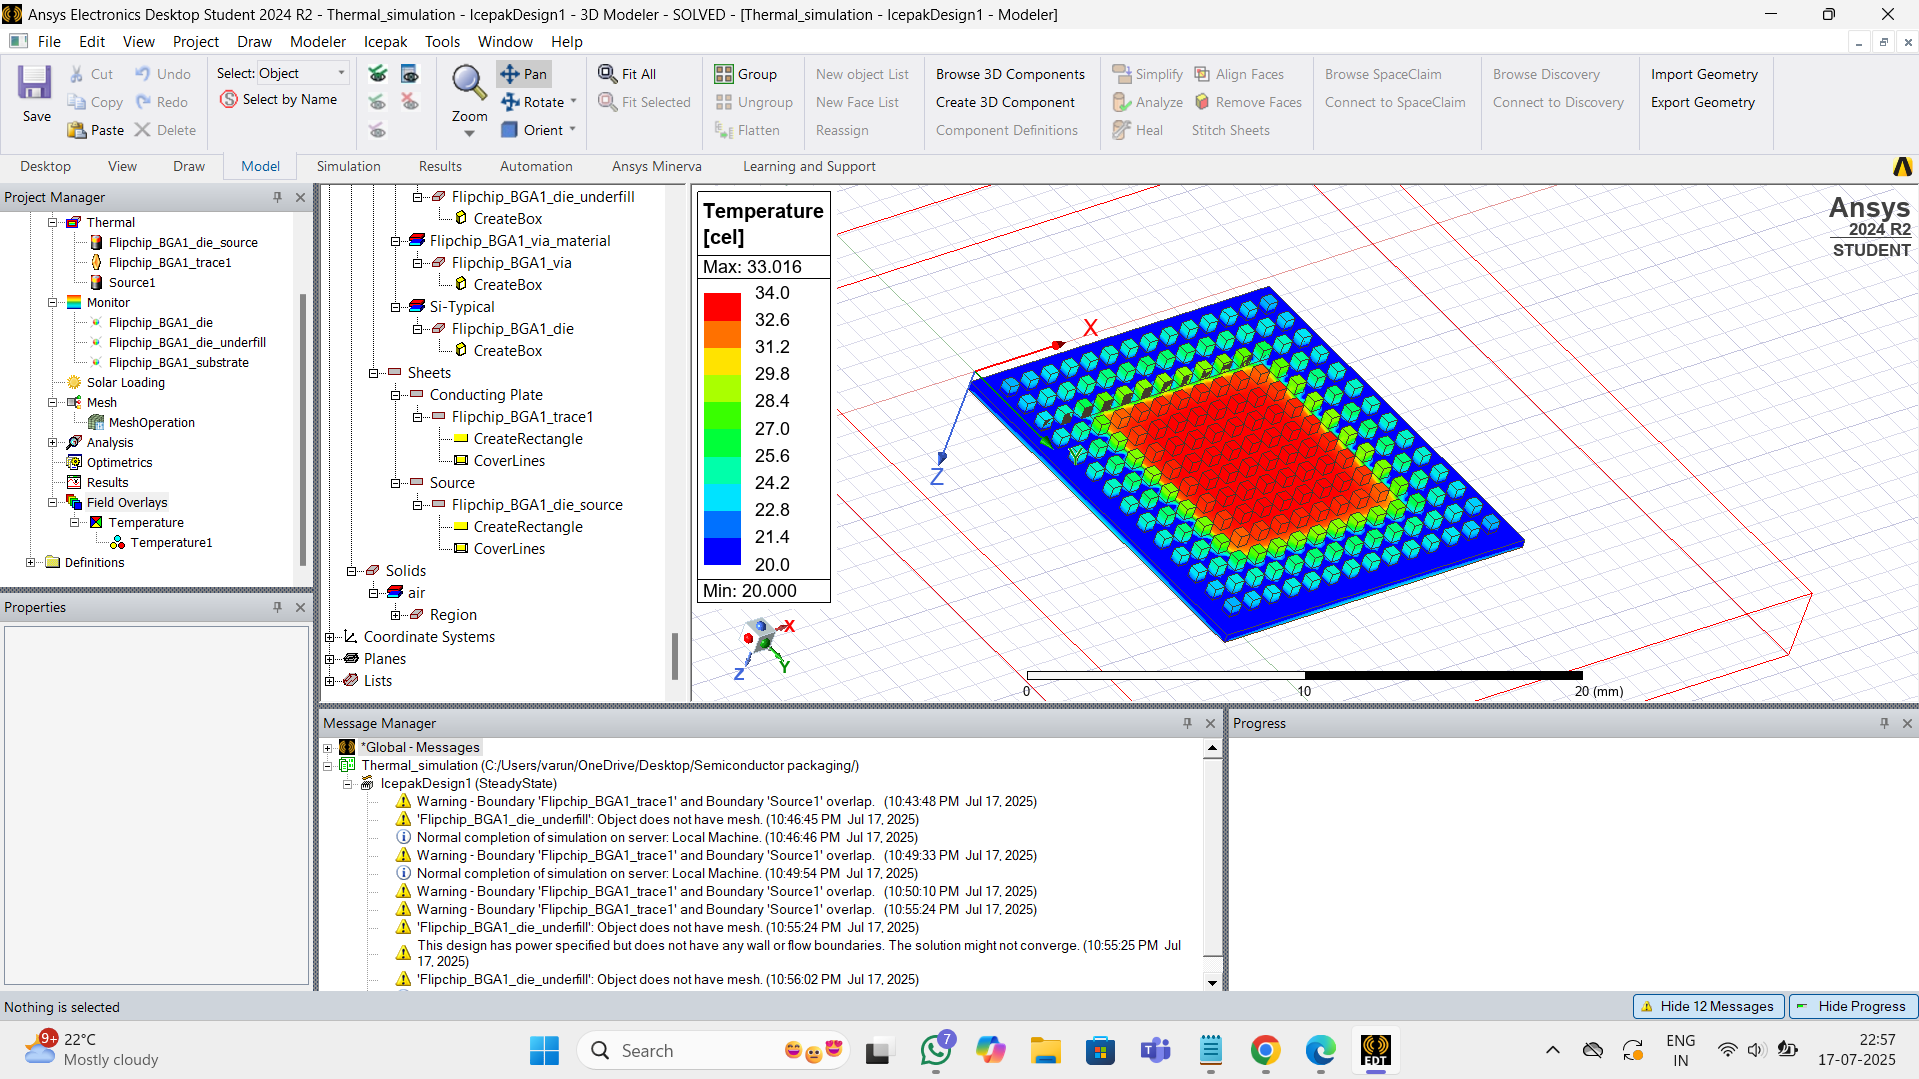 Ansys Electronics Desktop Student 2024 R2 - Thermal_simulation - IcepakDesign1 - 3D Modeler - SOLVED - [Thermal_simulation - IcepakDesign1 - Modeler]
File Edit View Project Draw Modeler Icepak Tools Window Help
Save
Cut
Copy
Paste
Undo
Redo
Delete
Select: Object
Select by Name
Zoom
Pan
Rotate
Orient
Fit All
Fit Selected
Group
Ungroup
Flatten
New object List
New Face List
Reassign
Browse 3D Components
Create 3D Component
Component Definitions
Simplify
Analyze
Heal
Align Faces
Remove Faces
Stitch Sheets
Browse SpaceClaim
Connect to SpaceClaim
Browse Discovery
Connect to Discovery
Import Geometry
Export Geometry
Desktop View Draw Model Simulation Results Automation Ansys Minerva Learning and Support
Project Manager
Thermal
Flipchip_BGA1_die_source
Flipchip_BGA1_trace1
Source1
Monitor
Flipchip_BGA1_die
Flipchip_BGA1_die_underfill
Flipchip_BGA1_substrate
Solar Loading
Mesh
MeshOperation
Analysis
Optimetrics
Results
Field Overlays
Temperature
Temperature1
Definitions
Properties
Flipchip_BGA1_die_underfill
CreateBox
Flipchip_BGA1_via_material
Flipchip_BGA1_via
CreateBox
Si-Typical
Flipchip_BGA1_die
CreateBox
Sheets
Conducting Plate
Flipchip_BGA1_trace1
CreateRectangle
CoverLines
Source
Flipchip_BGA1_die_source
CreateRectangle
CoverLines
Solids
air
Region
Coordinate Systems
Planes
Lists
Temperature
[cel]
Max: 33.016
34.0
32.6
31.2
29.8
28.4
27.0
25.6
24.2
22.8
21.4
20.0
Min: 20.000
Ansys
2024 R2
STUDENT
X
Y
Z
X
Y
Z
0 10 20 (mm)
Message Manager
*Global - Messages
Thermal_simulation (C:/Users/varun/OneDrive/Desktop/Semiconductor packaging/)
IcepakDesign1 (SteadyState)
Warning - Boundary 'Flipchip_BGA1_trace1' and Boundary 'Source1' overlap. (10:43:48 PM Jul 17, 2025)
'Flipchip_BGA1_die_underfill': Object does not have mesh. (10:46:45 PM Jul 17, 2025)
Normal completion of simulation on server: Local Machine. (10:46:46 PM Jul 17, 2025)
Warning - Boundary 'Flipchip_BGA1_trace1' and Boundary 'Source1' overlap. (10:49:33 PM Jul 17, 2025)
Normal completion of simulation on server: Local Machine. (10:49:54 PM Jul 17, 2025)
Warning - Boundary 'Flipchip_BGA1_trace1' and Boundary 'Source1' overlap. (10:50:10 PM Jul 17, 2025)
Warning - Boundary 'Flipchip_BGA1_trace1' and Boundary 'Source1' overlap. (10:55:24 PM Jul 17, 2025)
'Flipchip_BGA1_die_underfill': Object does not have mesh. (10:55:24 PM Jul 17, 2025)
This design has power specified but does not have any wall or flow boundaries. The solution might not converge. (10:55:25 PM Jul
17, 2025)
'Flipchip_BGA1_die_underfill': Object does not have mesh. (10:56:02 PM Jul 17, 2025)
Progress
Nothing is selected
Hide 12 Messages
Hide Progress
9+
22°C
Mostly cloudy
Search
7
EDT
ENG
IN
22:57
17-07-2025